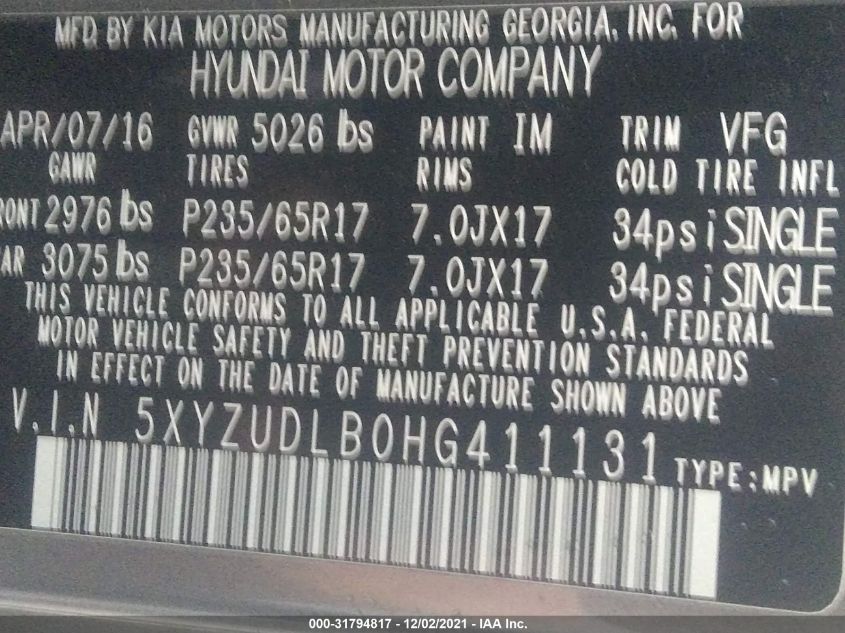 MFD. BY KIA MOTORS MANUFACTURING GEORGIA, INC. FOR
HYUNDAI MOTOR COMPANY
APR/07/16 GVWR 5026 lbs PAINT IM TRIM VFG
GAWR TIRES RIMS COLD TIRE INFL
RONT 2976 lbs P235/65R17 7.0JX17 34psi SINGLE
AR 3075 lbs P235/65R17 7.0JX17 34psi SINGLE
THIS VEHICLE CONFORMS TO ALL APPLICABLE U.S.A. FEDERAL
MOTOR VEHICLE SAFETY AND THEFT PREVENTION STANDARDS
IN EFFECT ON THE DATE OF MANUFACTURE SHOWN ABOVE
V.I.N 5XYZUDLB0HG411131 TYPE:MPV
000-31794817 - 12/02/2021 - IAA Inc.